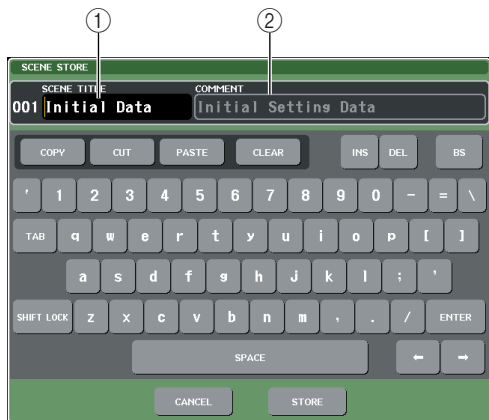 ① ②
SCENE STORE
SCENE TITLE COMMENT
001 Initial Data Initial Setting Data
COPY CUT PASTE CLEAR INS DEL BS
' 1 2 3 4 5 6 7 8 9 0 - = \
TAB q w e r t y u i o p [ ]
a s d f g h j k l ; '
SHIFT LOCK z x c v b n m , . / ENTER
SPACE ← →
CANCEL STORE